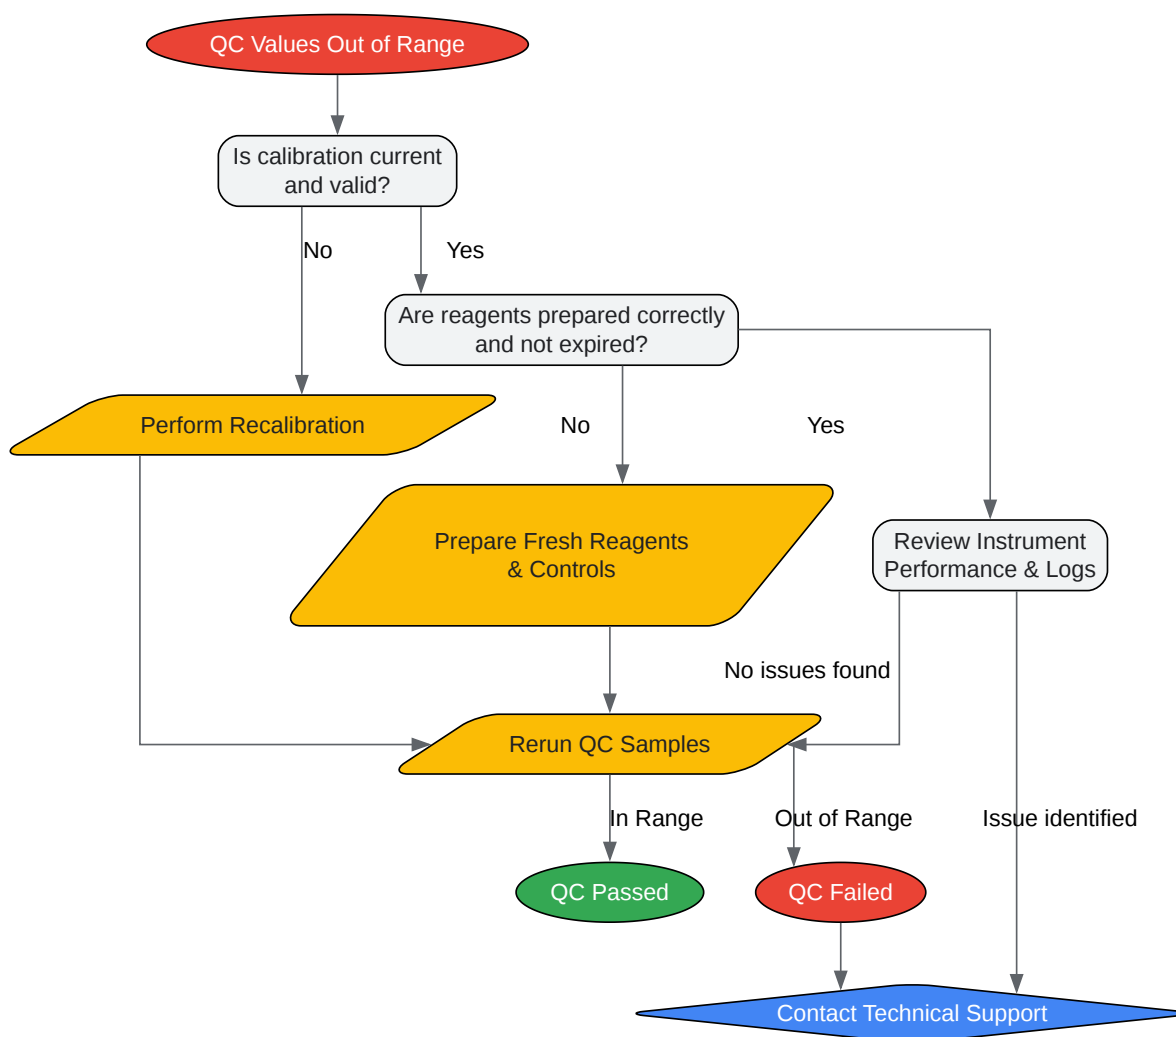 QC Values Out of Range
Is calibration current
and valid?
No
Yes
Are reagents prepared correctly
and not expired?
Perform Recalibration
No
Yes
Prepare Fresh Reagents
& Controls
Review Instrument
Performance & Logs
No issues found
Rerun QC Samples
In Range
Out of Range
Issue identified
QC Passed
QC Failed
Contact Technical Support